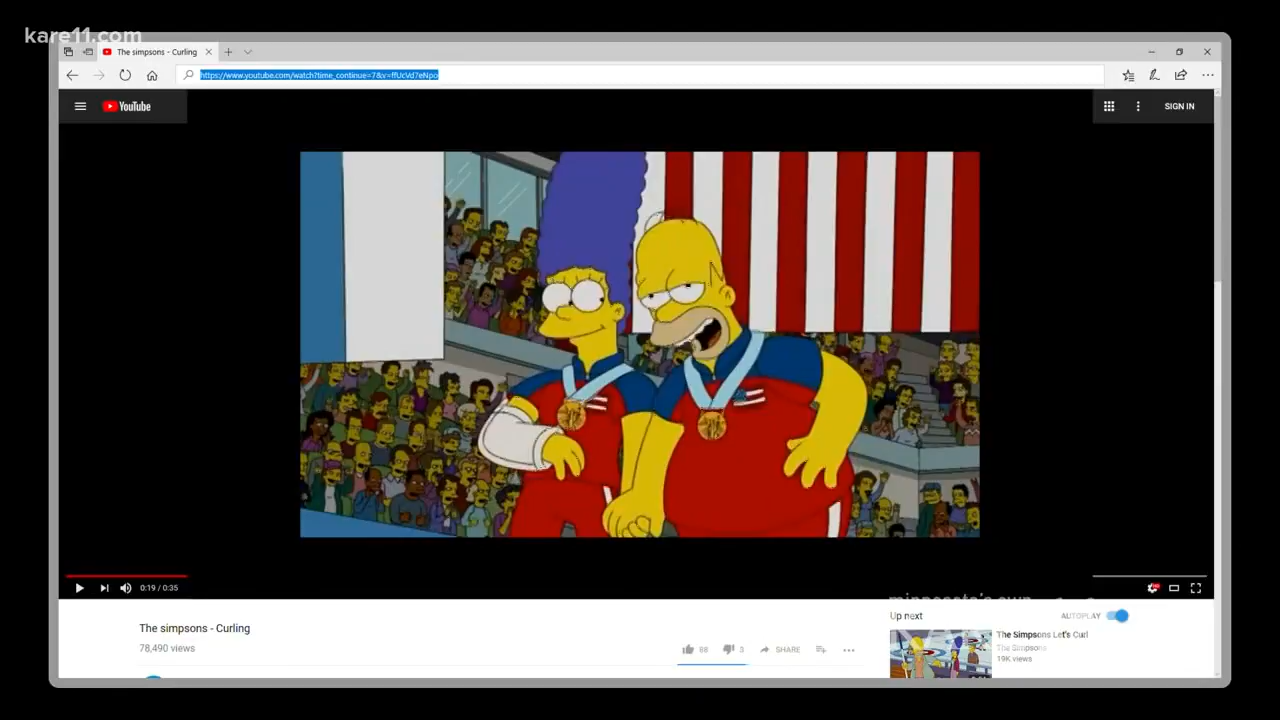 kare11.com
The simpsons - Curling
https://www.youtube.com/watch?time_continue=7&v=ffUcVd7eNpo
YouTube
SIGN IN
0:19 / 0:35
minnesota's own
The simpsons - Curling
78,490 views
88
3
SHARE
Up next
AUTOPLAY
The Simpsons Let's Curl
The Simpsons
19K views